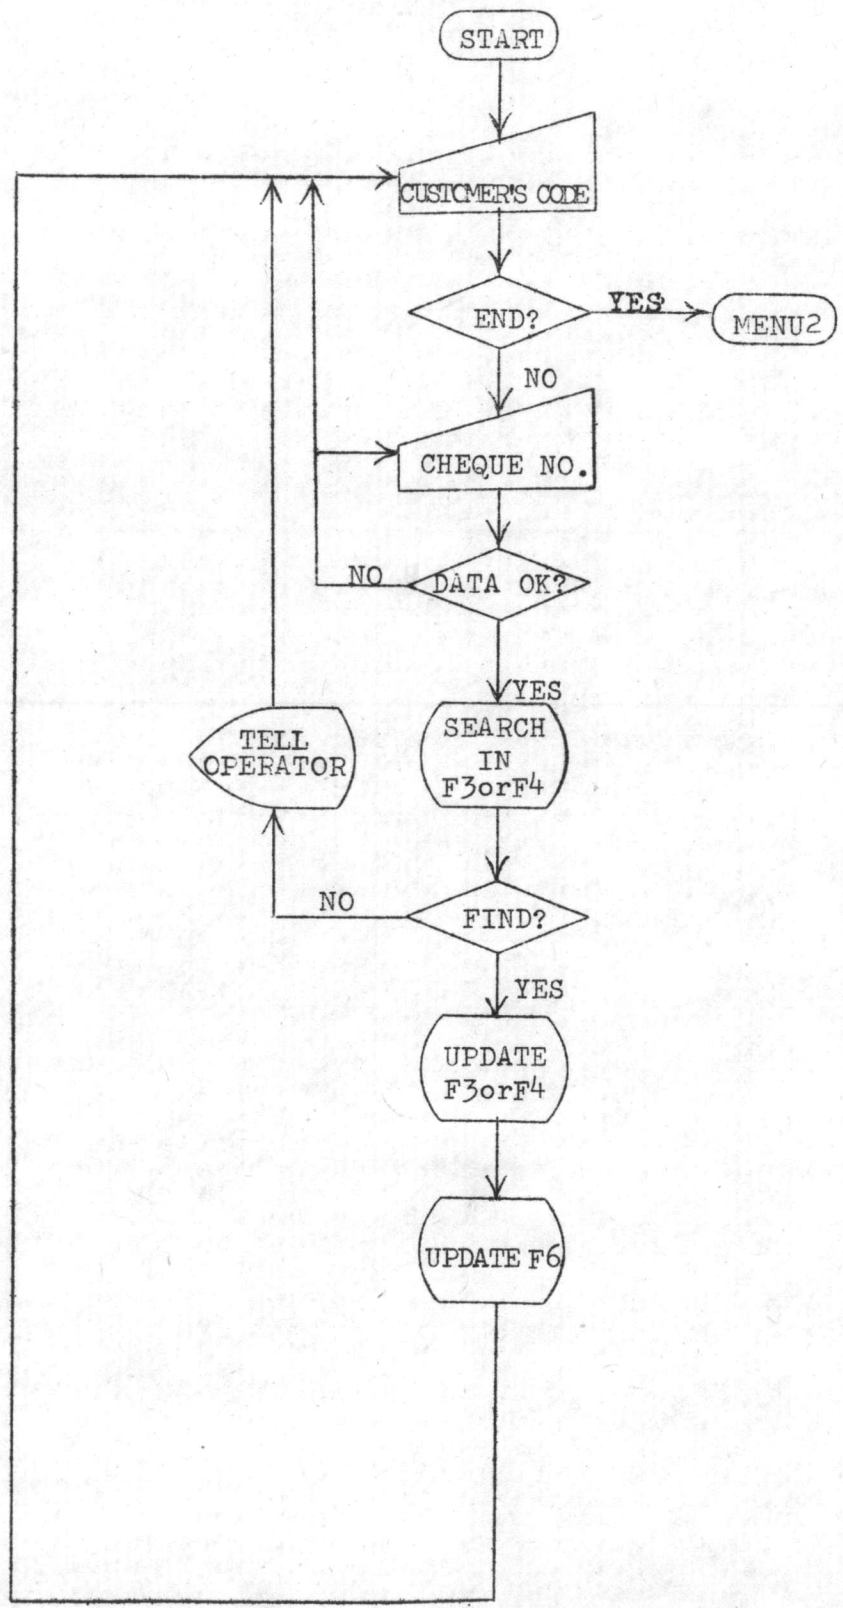 START
CUSTOMER'S CODE
END?
YES
MENU2
NO
CHEQUE NO.
NO
DATA OK?
YES
SEARCH
IN
F3orF4
TELL
OPERATOR
NO
FIND?
YES
UPDATE
F3orF4
UPDATE F6